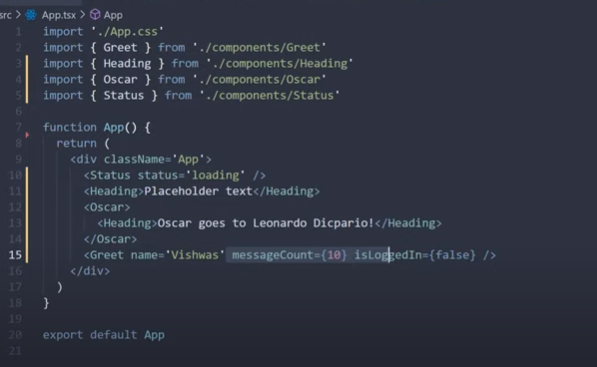 src > App.tsx > App
1 import './App.css'
2 import { Greet } from './components/Greet'
3 import { Heading } from './components/Heading'
4 import { Oscar } from './components/Oscar'
5 import { Status } from './components/Status'
6
7 function App() {
8 return (
9 <div className='App'>
10 <Status status='loading' />
11 <Heading>Placeholder text</Heading>
12 <Oscar>
13 <Heading>Oscar goes to Leonardo Dicpario!</Heading>
14 </Oscar>
15 <Greet name='Vishwas' messageCount={10} isLoggedIn={false} />
16 </div>
17 )
18 }
19
20 export default App
21